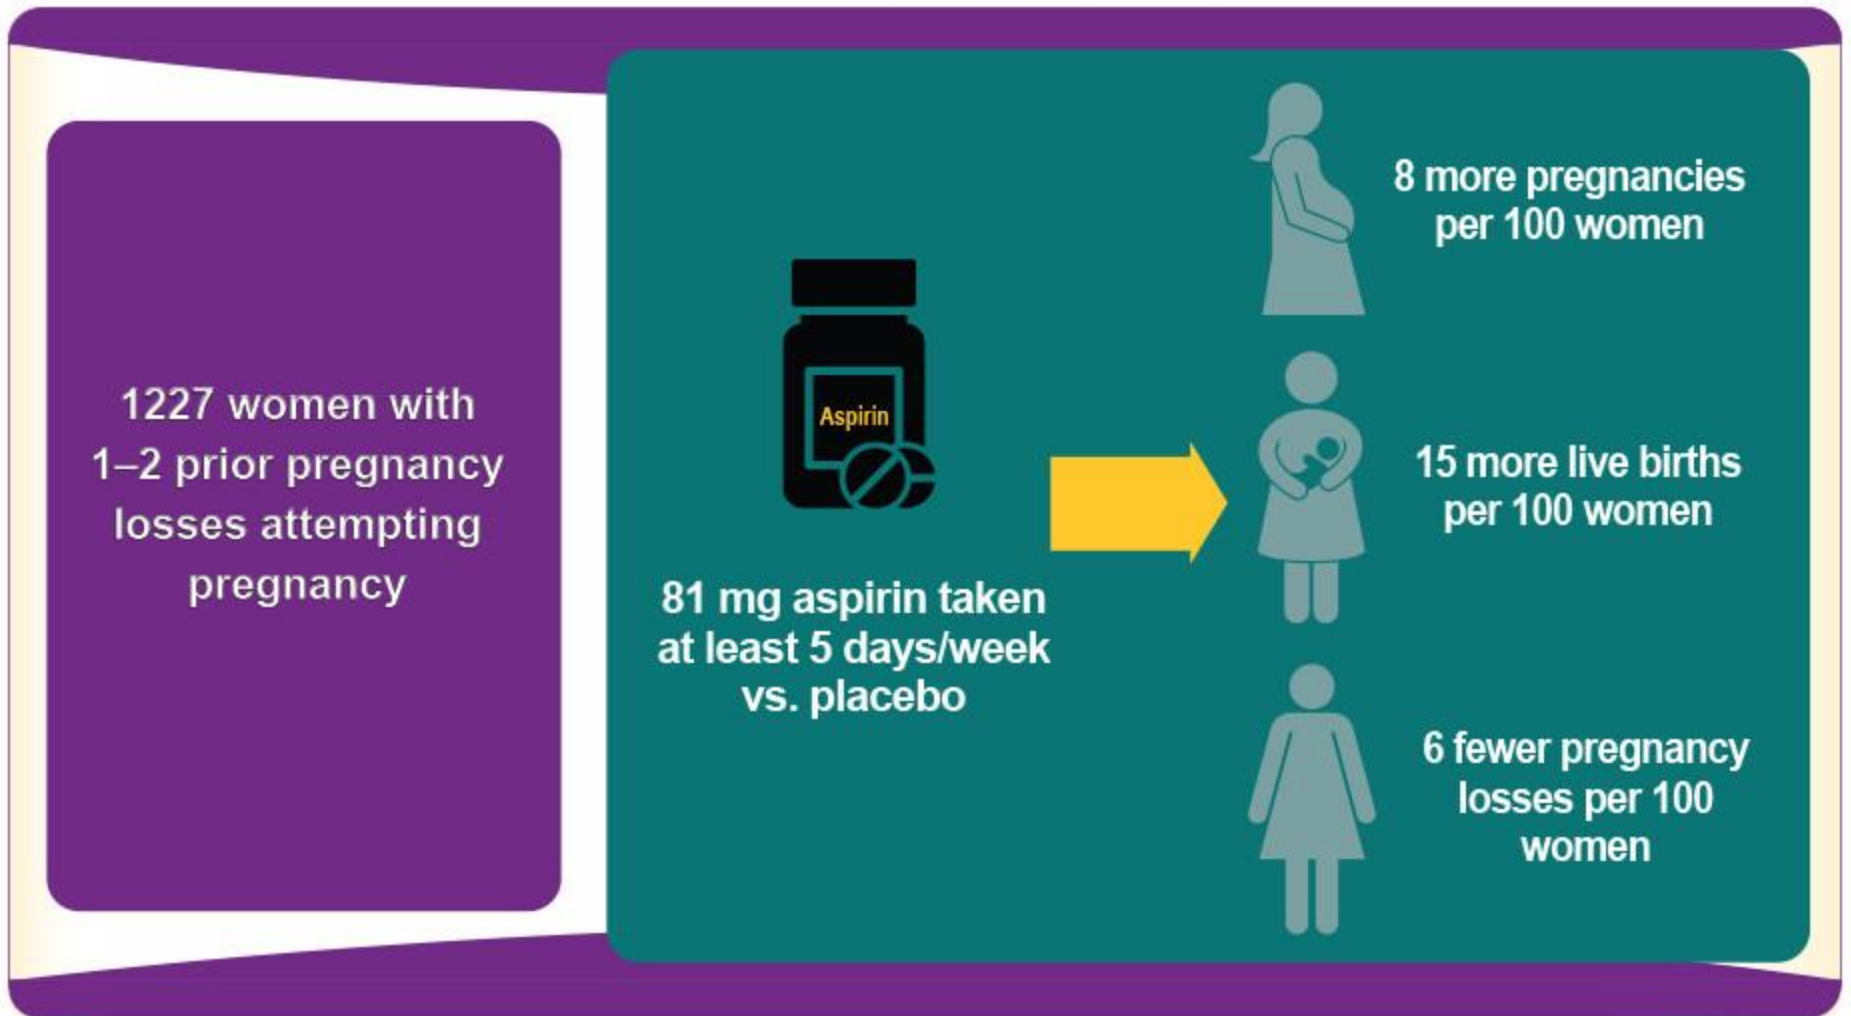 1227 women with
1–2 prior pregnancy
losses attempting
pregnancy
Aspirin
81 mg aspirin taken
at least 5 days/week
vs. placebo
8 more pregnancies
per 100 women
15 more live births
per 100 women
6 fewer pregnancy
losses per 100
women